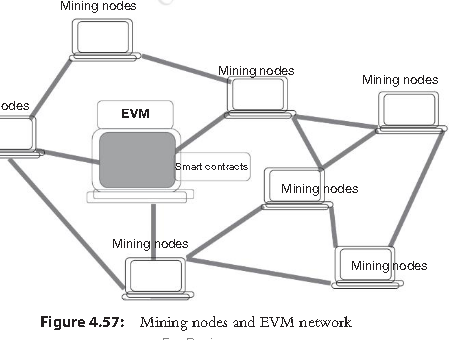 Mining nodes
Mining nodes
Mining nodes
odes
EVM
Smart contracts
Mining nodes
Mining nodes
Mining nodes
Figure 4.57: Mining nodes and EVM network